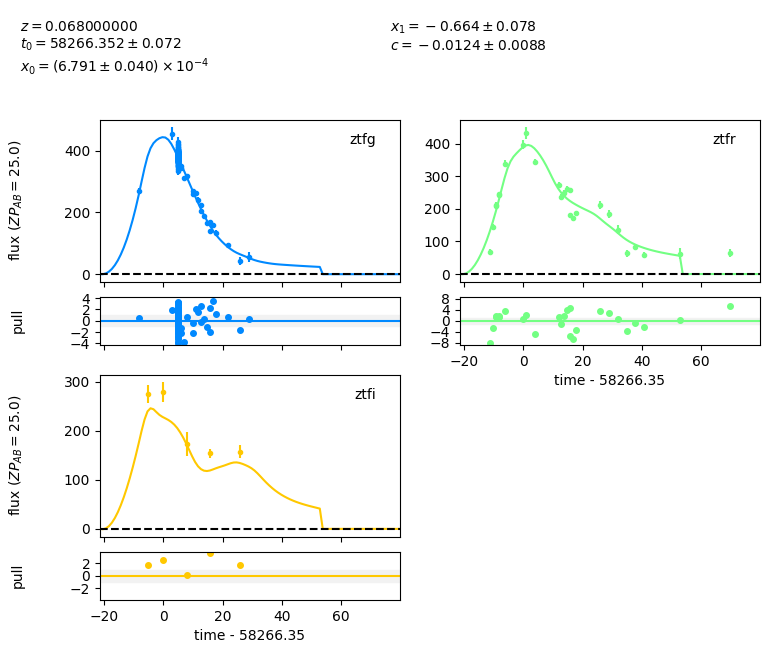 z = 0.068000000
t₀ = 58266.352 ± 0.072
x₀ = (6.791 ± 0.040) × 10⁻⁴
x₁ = −0.664 ± 0.078
c = −0.0124 ± 0.0088
ztfg
flux (ZP_AB = 25.0)
400
200
0
pull
4
3
2
1
0
−1
−2
−3
−4
ztfr
400
300
200
100
0
8
4
0
−4
−8
−20 0 20 40 60
time - 58266.35
ztfi
flux (ZP_AB = 25.0)
300
200
100
0
pull
2
0
−2
−20 0 20 40 60
time - 58266.35